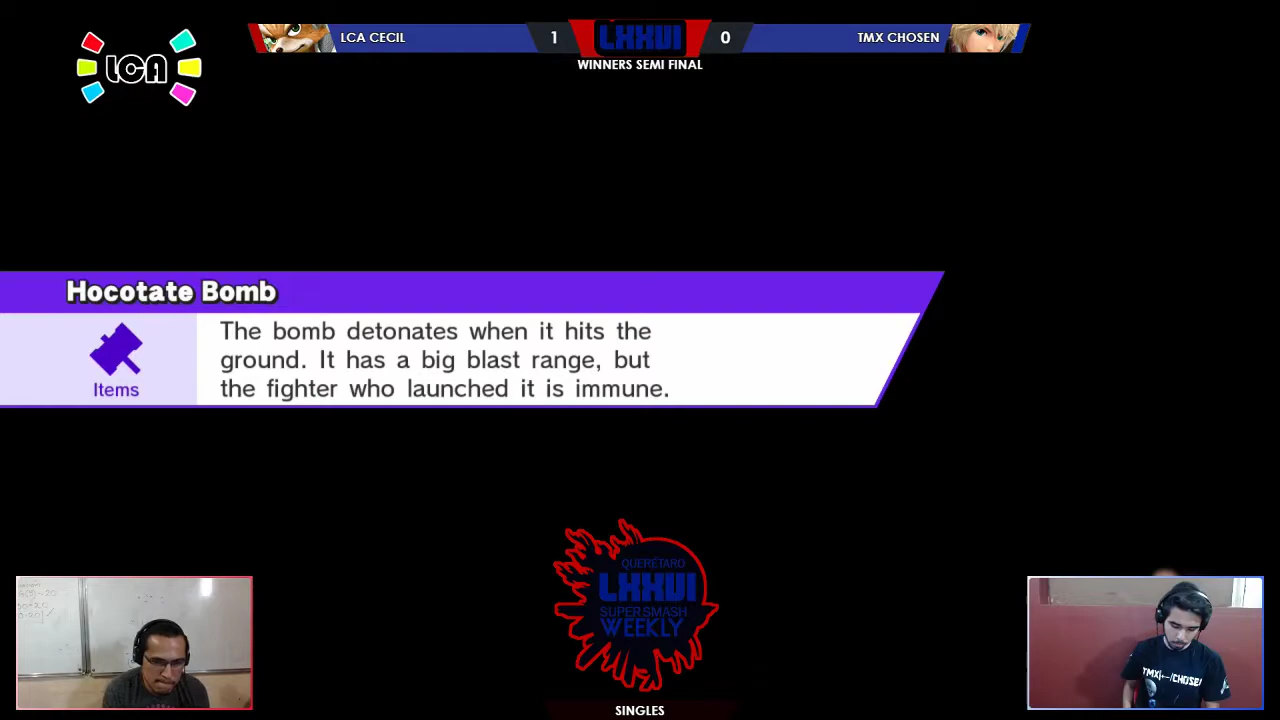 LCA CECIL
1
LXXVI
0
TMX CHOSEN
WINNERS SEMI FINAL
LCA
Hocotate Bomb
The bomb detonates when it hits the
ground. It has a big blast range, but
the fighter who launched it is immune.
Items
QUERÉTARO
LXXVI
SUPER SMASH
WEEKLY
SINGLES